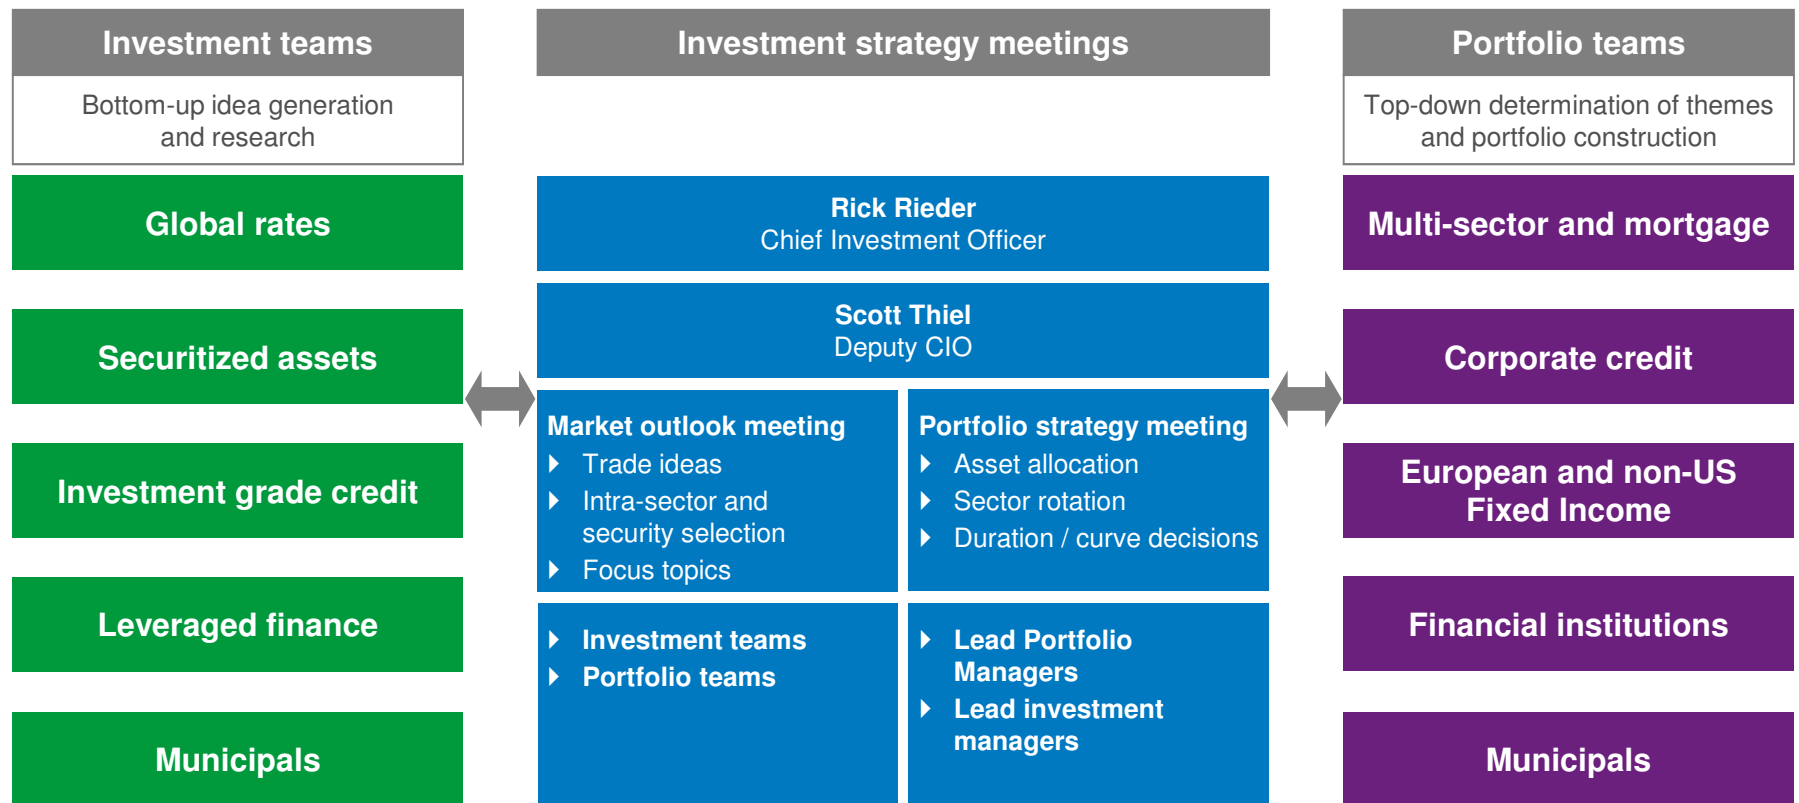 Investment teams
Bottom-up idea generation
and research
Global rates
Securitized assets
Investment grade credit
Leveraged finance
Municipals
Investment strategy meetings
Rick Rieder
Chief Investment Officer
Scott Thiel
Deputy CIO
Market outlook meeting
Trade ideas
Intra-sector and
security selection
Focus topics
Investment teams
Portfolio teams
Portfolio strategy meeting
Asset allocation
Sector rotation
Duration / curve decisions
Lead Portfolio
Managers
Lead investment
managers
Portfolio teams
Top-down determination of themes
and portfolio construction
Multi-sector and mortgage
Corporate credit
European and non-US
Fixed Income
Financial institutions
Municipals